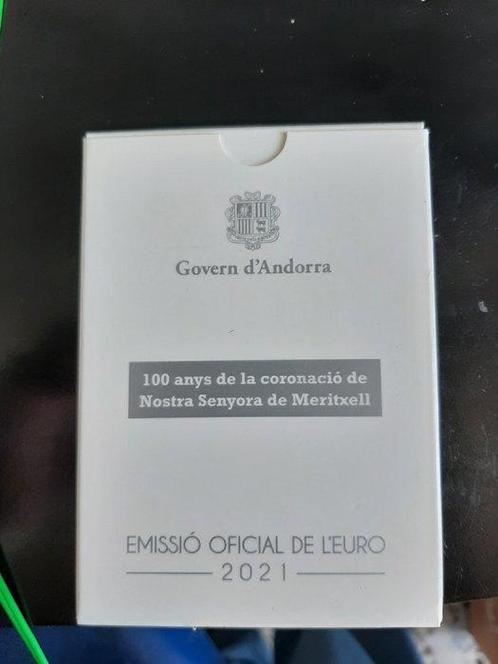 Govern d'Andorra
100 anys de la coronació de
Nostra Senyora de Meritxell
EMISSIÓ OFICIAL DE L'EURO
2021